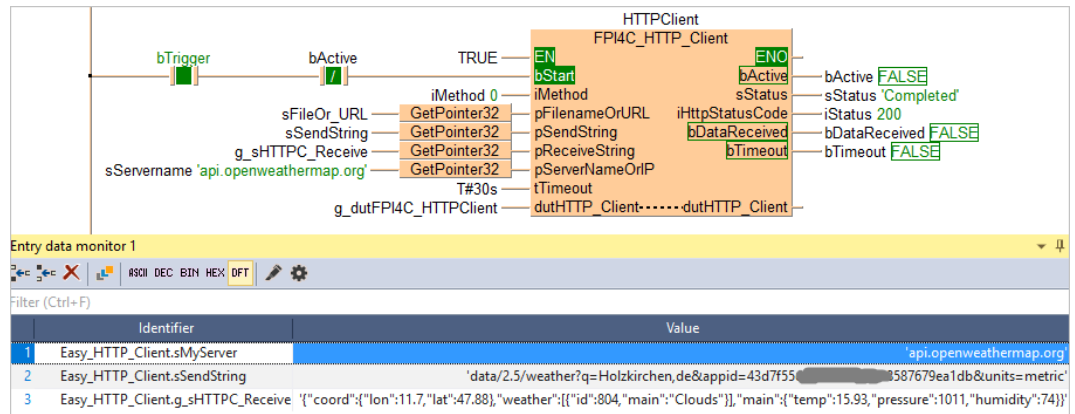 HTTPClient
FPI4C_HTTP_Client
bTrigger bActive TRUE EN ENO
/ bStart bActive bActive FALSE
iMethod 0 iMethod sStatus sStatus 'Completed'
sFileOr_URL GetPointer32 pFilenameOrURL iHttpStatusCode iStatus 200
sSendString GetPointer32 pSendString bDataReceived bDataReceived FALSE
g_sHTTPC_Receive GetPointer32 pReceiveString bTimeout bTimeout FALSE
sServername 'api.openweathermap.org' GetPointer32 pServerNameOrIP
T#30s tTimeout
g_dutFPI4C_HTTPClient dutHTTP_Client dutHTTP_Client
Entry data monitor 1
ASCII DEC BIN HEX DFT
Filter (Ctrl+F)
Identifier Value
1 Easy_HTTP_Client.sMyServer 'api.openweathermap.org'
2 Easy_HTTP_Client.sSendString 'data/2.5/weather?q=Holzkirchen,de&appid=43d7f55 8587679ea1db&units=metric'
3 Easy_HTTP_Client.g_sHTTPC_Receive '{"coord":{"lon":11.7,"lat":47.88},"weather":[{"id":804,"main":"Clouds"}],"main":{"temp":15.93,"pressure":1011,"humidity":74}}'